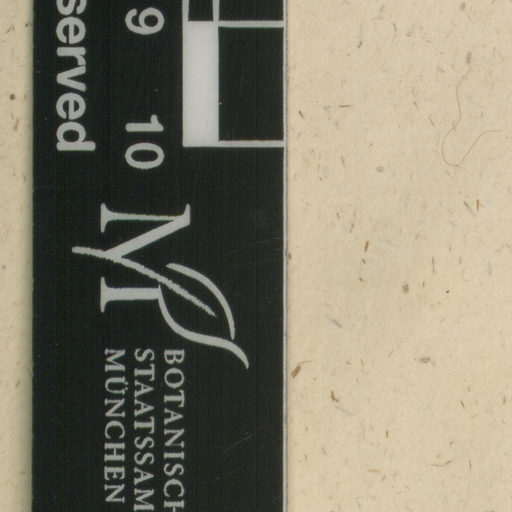 served
9 10
M
BOTANISCH
STAATSSAM
MÜNCHEN